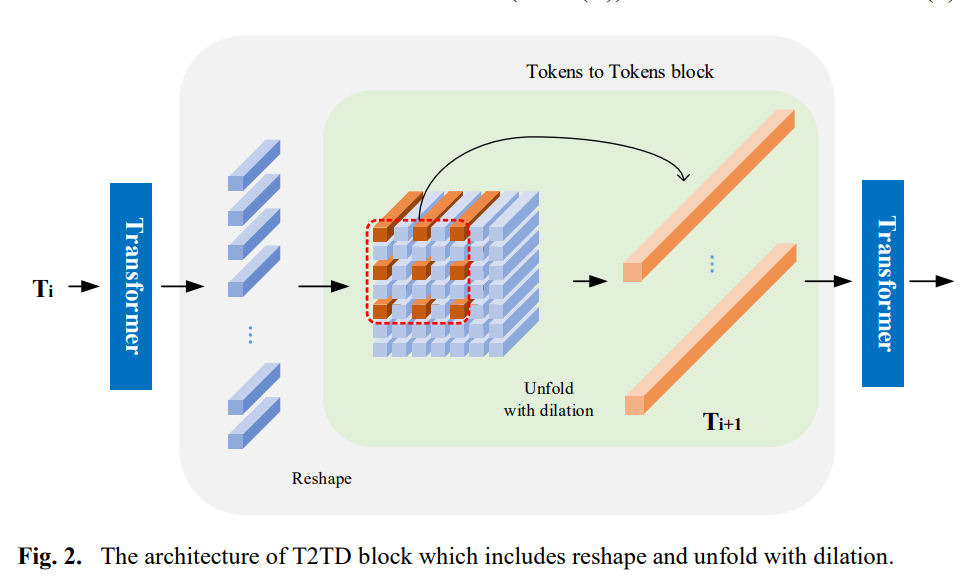 Tokens to Tokens block
Ti
Transformer
Transformer
Unfold
with dilation
Ti+1
Reshape
Fig. 2. The architecture of T2TD block which includes reshape and unfold with dilation.